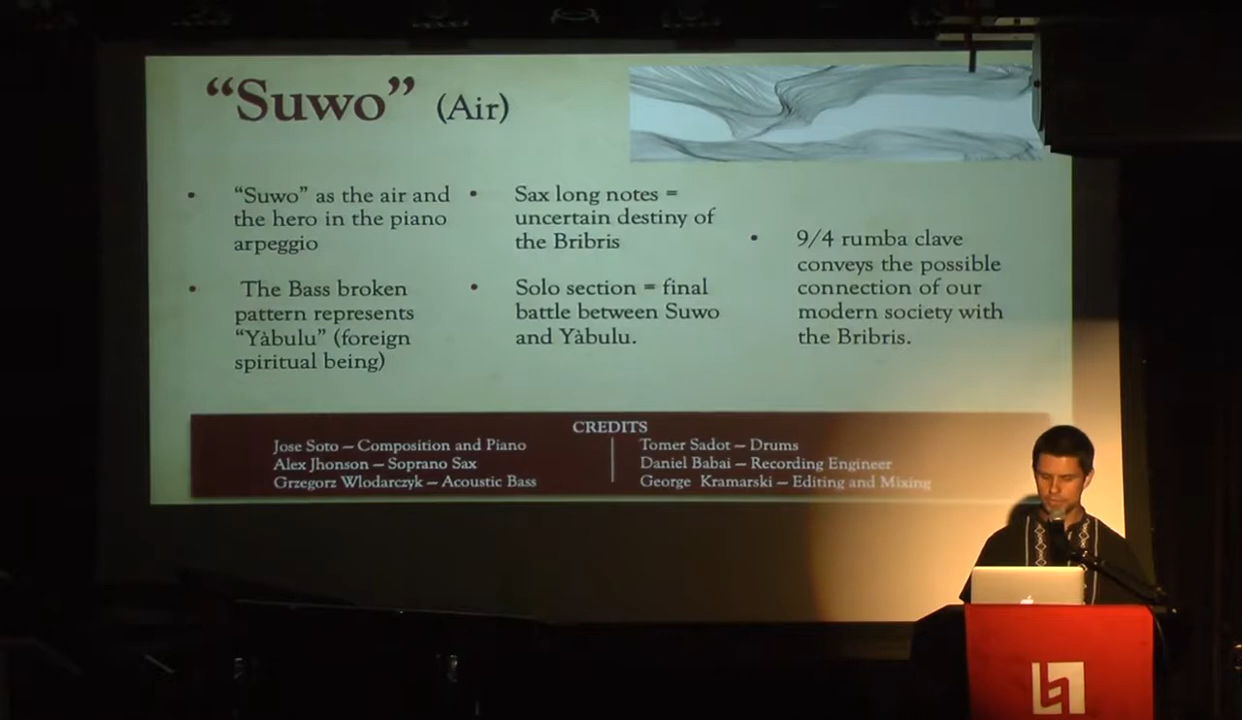 “Suwo” (Air)
• “Suwo” as the air and
the hero in the piano
arpeggio
• The Bass broken
pattern represents
“Yàbulu” (foreign
spiritual being)
• Sax long notes =
uncertain destiny of
the Bribris
• Solo section = final
battle between Suwo
and Yàbulu.
• 9/4 rumba clave
conveys the possible
connection of our
modern society with
the Bribris.
CREDITS
Jose Soto – Composition and Piano
Alex Jhonson – Soprano Sax
Grzegorz Wlodarczyk – Acoustic Bass
Tomer Sadot – Drums
Daniel Babai – Recording Engineer
George Kramarski – Editing and Mixing